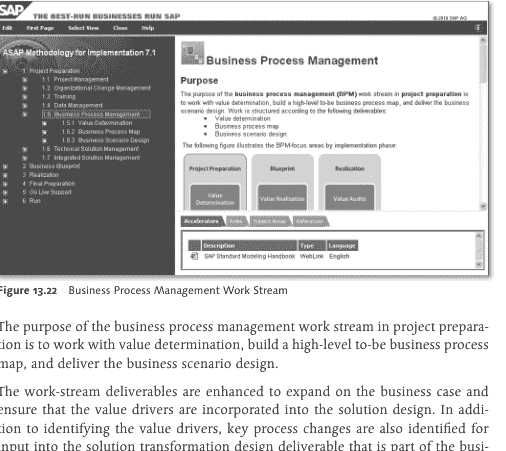 SAP THE BEST-RUN BUSINESSES RUN SAP
© 2010 SAP AG
Edit First Page Select View Close Help
ASAP Methodology for Implementation 7.1
1 Project Preparation
1.1 Project Management
1.2 Organizational Change Management
1.3 Training
1.4 Data Management
1.5 Business Process Management
1.5.1 Value Determination
1.5.2 Business Process Map
1.5.3 Business Scenario Design
1.6 Technical Solution Management
1.7 Integrated Solution Management
2 Business Blueprint
3 Realization
4 Final Preparation
5 Go Live Support
6 Run
Business Process Management
Purpose
The purpose of the business process management (BPM) work stream in project preparation is
to work with value determination, build a high-level to-be business process map, and deliver the business
scenario design. Work is structured according to the following deliverables:
• Value determination
• Business process map
• Business scenario design
The following figure illustrates the BPM-focus areas by implementation phase:
Project Preparation Blueprint Realization
Value
Determination
Value Realization
Value Audits
Accelerators Roles Subject Areas References
Description Type Language
SAP Standard Modeling Handbook WebLink English
Figure 13.22 Business Process Management Work Stream
The purpose of the business process management work stream in project prepara-
tion is to work with value determination, build a high-level to-be business process
map, and deliver the business scenario design.
The work-stream deliverables are enhanced to expand on the business case and
ensure that the value drivers are incorporated into the solution design. In addi-
tion to identifying the value drivers, key process changes are also identified for
input into the solution transformation design deliverable that is part of the busi-